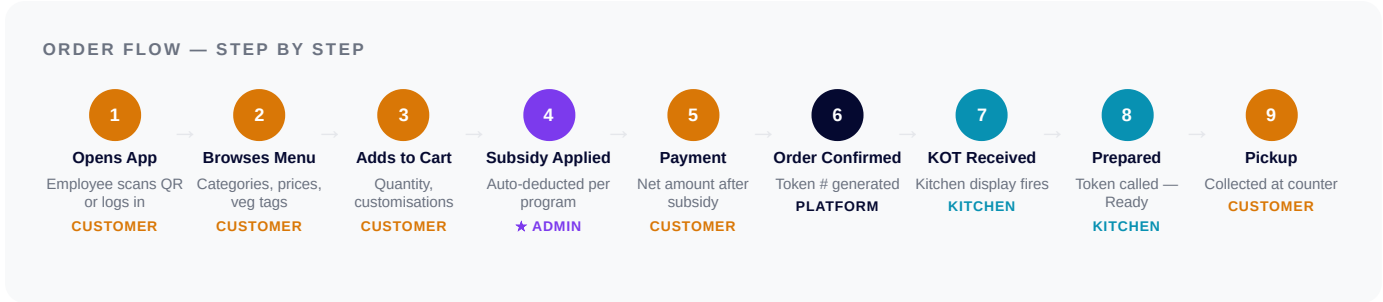 ORDER FLOW — STEP BY STEP
1
Opens App
Employee scans QR
or logs in
CUSTOMER
→
2
Browses Menu
Categories, prices,
veg tags
CUSTOMER
→
3
Adds to Cart
Quantity,
customisations
CUSTOMER
→
4
Subsidy Applied
Auto-deducted per
program
★ ADMIN
→
5
Payment
Net amount after
subsidy
CUSTOMER
→
6
Order Confirmed
Token # generated
PLATFORM
→
7
KOT Received
Kitchen display fires
KITCHEN
→
8
Prepared
Token called —
Ready
KITCHEN
→
9
Pickup
Collected at counter
CUSTOMER